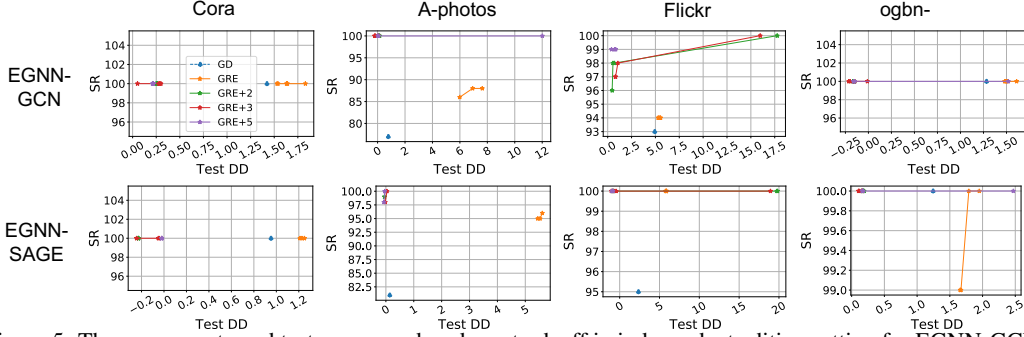 Cora A-photos Flickr ogbn-
EGNN-
GCN
SR
104
102
100
98
96
0.00 0.25 0.50 0.75 1.00 1.25 1.50 1.75
Test DD
GD
GRE
GRE+2
GRE+3
GRE+5
SR
100
95
90
85
80
0 2 4 6 8 10 12
Test DD
SR
100
99
98
97
96
95
94
93
0.0 2.5 5.0 7.5 10.0 12.5 15.0 17.5
Test DD
SR
104
102
100
98
96
−0.25 0.00 0.25 0.50 0.75 1.00 1.25 1.50
Test DD
EGNN-
SAGE
SR
104
102
100
98
96
−0.2 0.0 0.2 0.4 0.6 0.8 1.0 1.2
Test DD
SR
100.0
97.5
95.0
92.5
90.0
87.5
85.0
82.5
0 1 2 3 4 5
Test DD
SR
100
99
98
97
96
95
0 5 10 15 20
Test DD
SR
100.0
99.8
99.6
99.4
99.2
99.0
0.0 0.5 1.0 1.5 2.0 2.5
Test DD